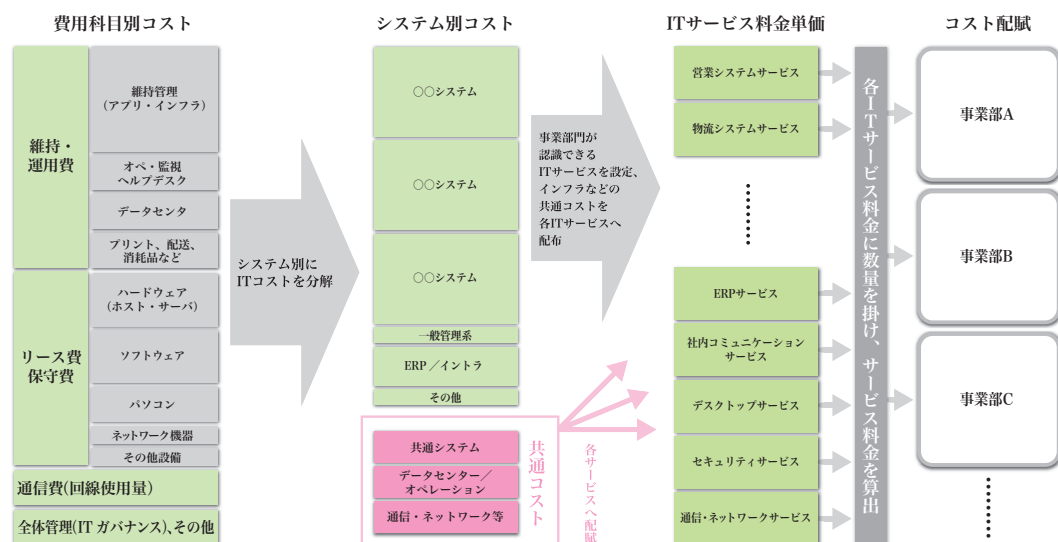 費用科目別コスト
維持・
運用費
維持管理
（アプリ・インフラ）
オペ・監視
ヘルプデスク
データセンタ
プリント、配送、
消耗品など
リース費
保守費
ハードウェア
（ホスト・サーバ）
ソフトウェア
パソコン
ネットワーク機器
その他設備
通信費(回線使用量)
全体管理(IT ガバナンス)、その他
システム別に
ITコストを分解
システム別コスト
○○システム
○○システム
○○システム
一般管理系
ERP／イントラ
その他
共通システム
データセンター／
オペレーション
通信・ネットワーク等
共通コスト
各サービスへ配賦
事業部門が
認識できる
ITサービスを設定、
インフラなどの
共通コストを
各ITサービスへ
配布
ITサービス料金単価
営業システムサービス
物流システムサービス
ERPサービス
社内コミュニケーション
サービス
デスクトップサービス
セキュリティサービス
通信・ネットワークサービス
各ITサービス料金に数量を掛け、サービス料金を算出
コスト配賦
事業部A
事業部B
事業部C